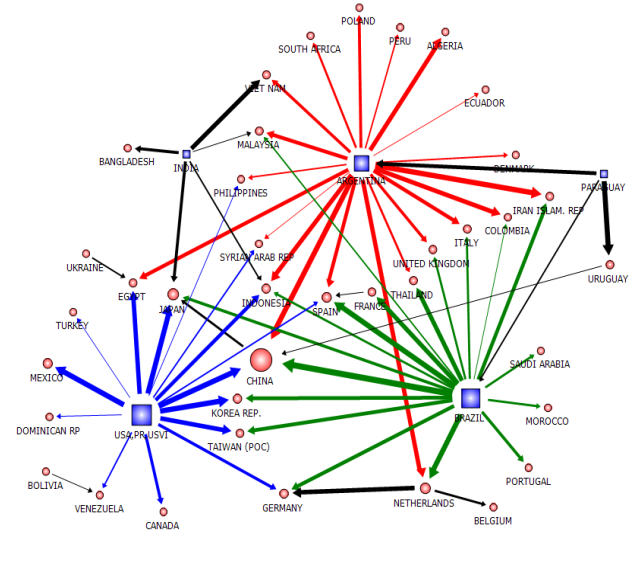 POLAND
PERU
ALGERIA
SOUTH AFRICA
VIET NAM
ECUADOR
MALAYSIA
BANGLADESH
INDIA
ARGENTINA
DENMARK
PARAGUAY
PHILIPPINES
IRAN ISLAM. REP
COLOMBIA
ITALY
SYRIAN ARAB REP
UNITED KINGDOM
UKRAINE
URUGUAY
EGYPT
JAPAN
INDONESIA
SPAIN
FRANCE
THAILAND
TURKEY
SAUDI ARABIA
CHINA
MEXICO
KOREA REP.
BRAZIL
MOROCCO
DOMINICAN RP
USA,PR,USVI
TAIWAN (POC)
PORTUGAL
BOLIVIA
VENEZUELA
GERMANY
NETHERLANDS
CANADA
BELGIUM